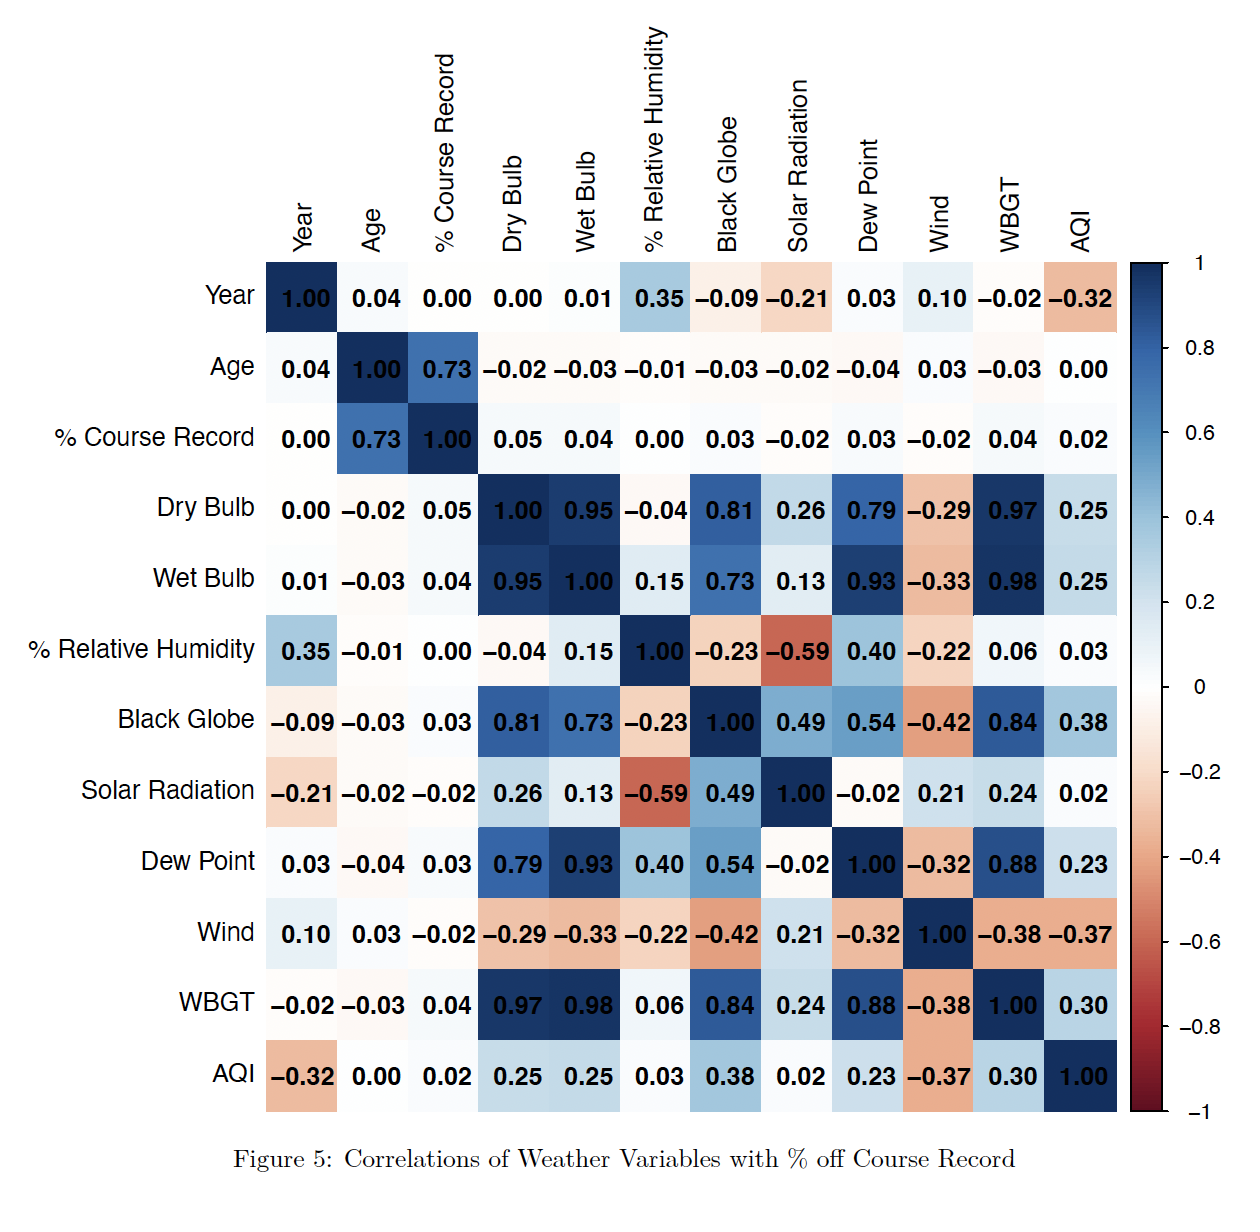 Year Age % Course Record Dry Bulb Wet Bulb % Relative Humidity Black Globe Solar Radiation Dew Point Wind WBGT AQI
Year 1.00 0.04 0.00 0.00 0.01 0.35 −0.09 −0.21 0.03 0.10 −0.02 −0.32
Age 0.04 1.00 0.73 −0.02 −0.03 −0.01 −0.03 −0.02 −0.04 0.03 −0.03 0.00
% Course Record 0.00 0.73 1.00 0.05 0.04 0.00 0.03 −0.02 0.03 −0.02 0.04 0.02
Dry Bulb 0.00 −0.02 0.05 1.00 0.95 −0.04 0.81 0.26 0.79 −0.29 0.97 0.25
Wet Bulb 0.01 −0.03 0.04 0.95 1.00 0.15 0.73 0.13 0.93 −0.33 0.98 0.25
% Relative Humidity 0.35 −0.01 0.00 −0.04 0.15 1.00 −0.23 −0.59 0.40 −0.22 0.06 0.03
Black Globe −0.09 −0.03 0.03 0.81 0.73 −0.23 1.00 0.49 0.54 −0.42 0.84 0.38
Solar Radiation −0.21 −0.02 −0.02 0.26 0.13 −0.59 0.49 1.00 −0.02 0.21 0.24 0.02
Dew Point 0.03 −0.04 0.03 0.79 0.93 0.40 0.54 −0.02 1.00 −0.32 0.88 0.23
Wind 0.10 0.03 −0.02 −0.29 −0.33 −0.22 −0.42 0.21 −0.32 1.00 −0.38 −0.37
WBGT −0.02 −0.03 0.04 0.97 0.98 0.06 0.84 0.24 0.88 −0.38 1.00 0.30
AQI −0.32 0.00 0.02 0.25 0.25 0.03 0.38 0.02 0.23 −0.37 0.30 1.00
1
0.8
0.6
0.4
0.2
0
−0.2
−0.4
−0.6
−0.8
−1
Figure 5: Correlations of Weather Variables with % off Course Record